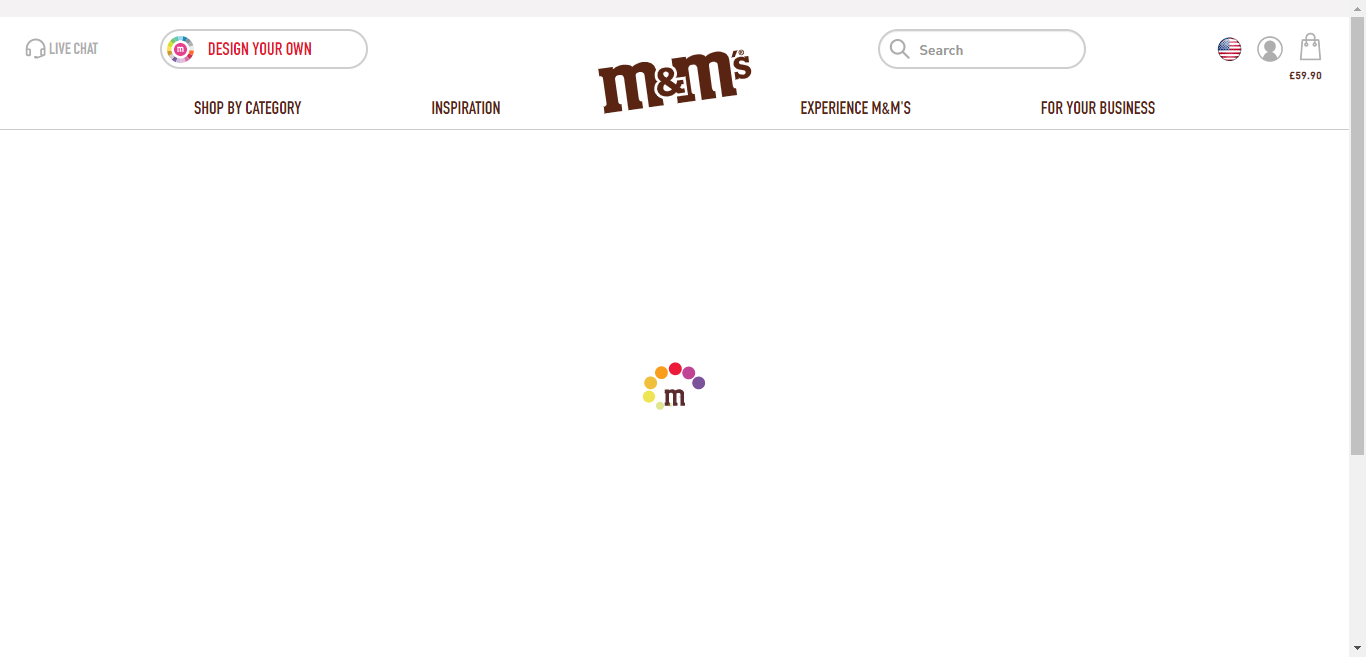 LIVE CHAT
m
DESIGN YOUR OWN
m&m's®
Search
£59.90
SHOP BY CATEGORY
INSPIRATION
EXPERIENCE M&M'S
FOR YOUR BUSINESS
m